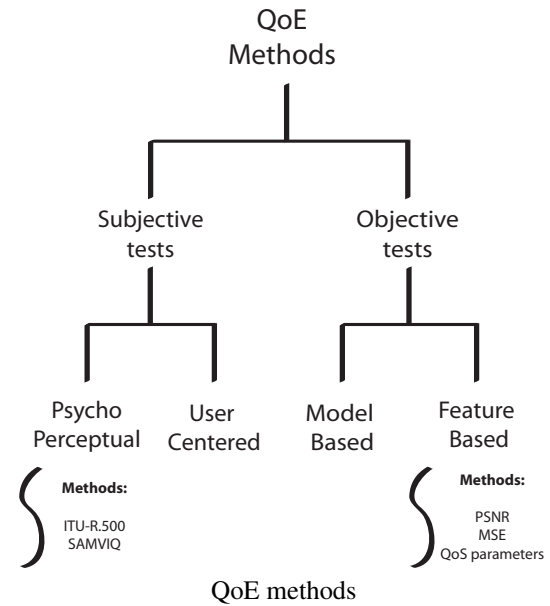 QoE
Methods
Subjective
tests
Objective
tests
Psycho
Perceptual
User
Centered
Model
Based
Feature
Based
Methods:
ITU-R.500
SAMVIQ
Methods:
PSNR
MSE
QoS parameters
QoE methods